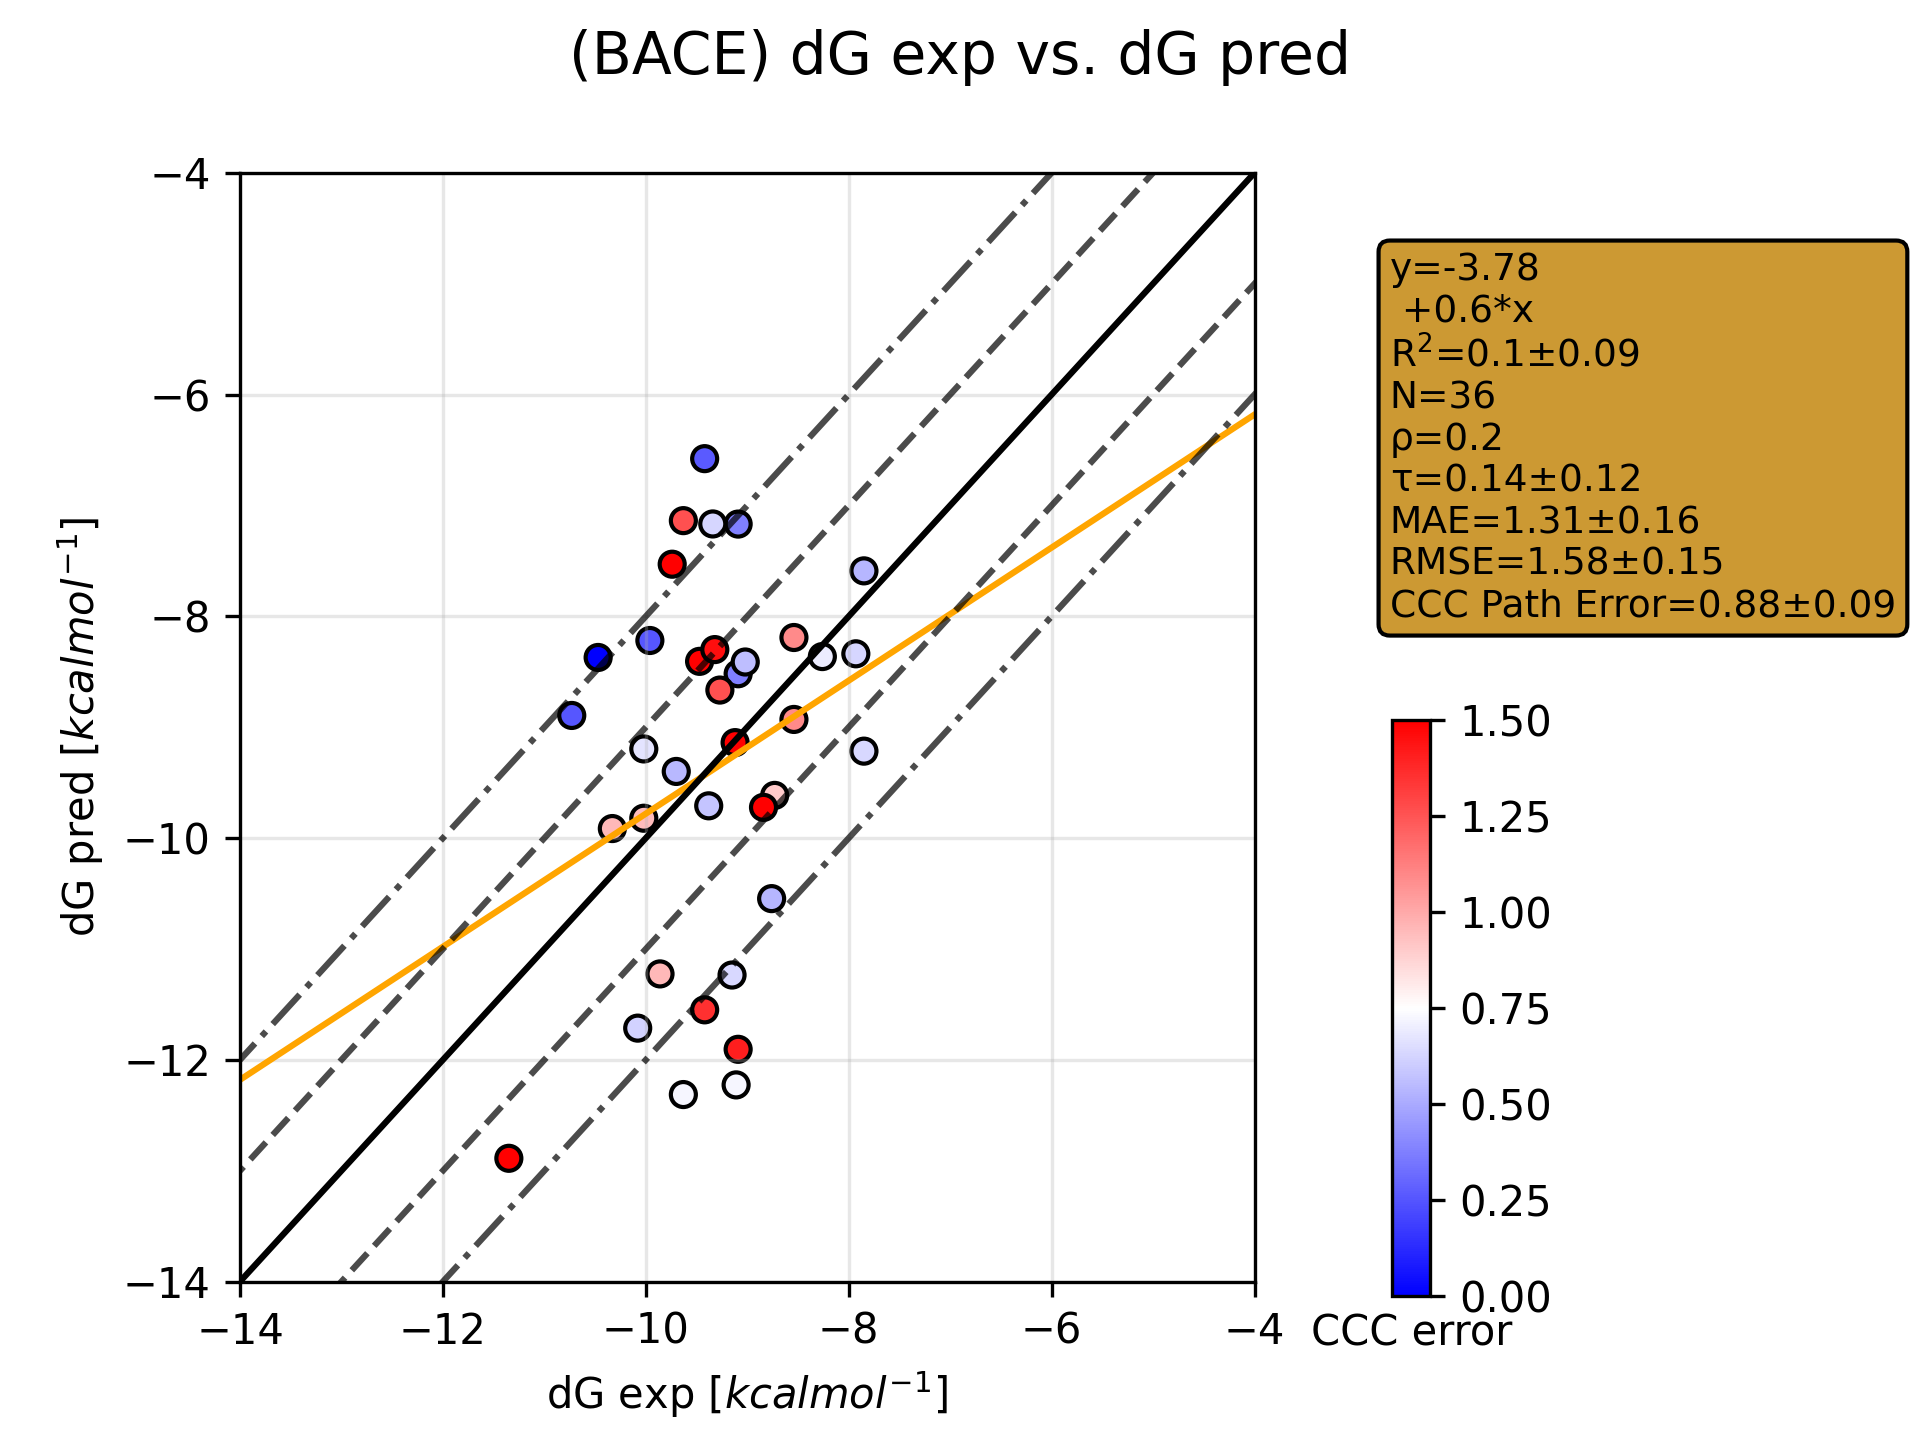 (BACE) dG exp vs. dG pred
−4
−6
−8
−10
−12
−14
dG pred [kcalmol⁻¹]
−14 −12 −10 −8 −6 −4
dG exp [kcalmol⁻¹]
y=-3.78
+0.6*x
R²=0.1±0.09
N=36
ρ=0.2
τ=0.14±0.12
MAE=1.31±0.16
RMSE=1.58±0.15
CCC Path Error=0.88±0.09
1.50
1.25
1.00
0.75
0.50
0.25
0.00
CCC error